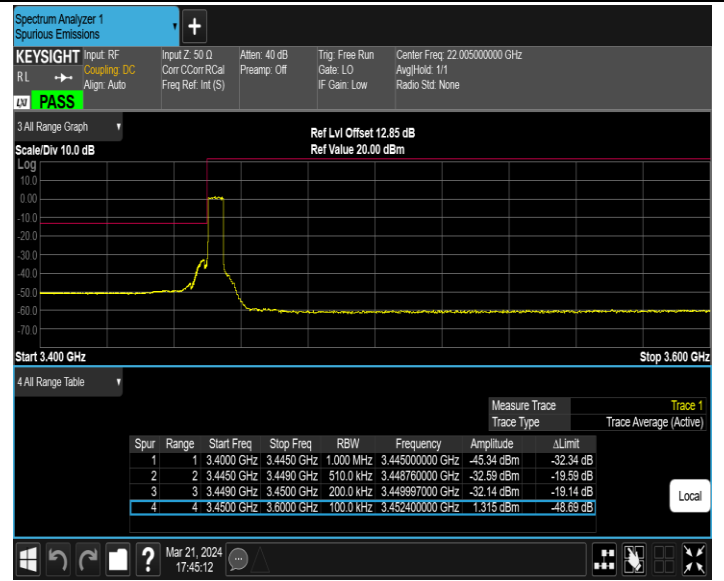 Spectrum Analyzer 1
Spurious Emissions
KEYSIGHT Input: RF Input Z: 50 Ω Atten: 40 dB Trig: Free Run Center Freq: 22.005000000 GHz
RL Coupling: DC Corr CCorr RCal Preamp: Off Gate: LO Avg|Hold: 1/1
Align: Auto Freq Ref: Int (S) IF Gain: Low Radio Std: None
LXI PASS
3 All Range Graph
Ref Lvl Offset 12.85 dB
Scale/Div 10.0 dB Ref Value 20.00 dBm
Log
10.0
0.00
-10.0
-20.0
-30.0
-40.0
-50.0
-60.0
-70.0
Start 3.400 GHz Stop 3.600 GHz
4 All Range Table
Measure Trace Trace 1
Trace Type Trace Average (Active)
Spur Range Start Freq Stop Freq RBW Frequency Amplitude ΔLimit
1 1 3.4000 GHz 3.4450 GHz 1.000 MHz 3.445000000 GHz -45.34 dBm -32.34 dB
2 2 3.4450 GHz 3.4490 GHz 510.0 kHz 3.448760000 GHz -32.59 dBm -19.59 dB
3 3 3.4490 GHz 3.4500 GHz 200.0 kHz 3.449997000 GHz -32.14 dBm -19.14 dB
4 4 3.4500 GHz 3.6000 GHz 100.0 kHz 3.452400000 GHz 1.315 dBm -48.69 dB
Local
Mar 21, 2024
17:45:12